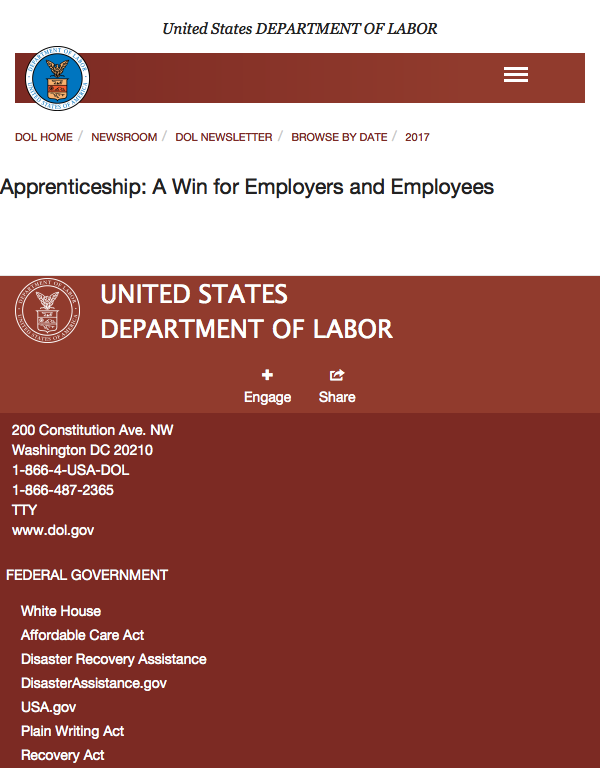 United States DEPARTMENT OF LABOR
DOL HOME / NEWSROOM / DOL NEWSLETTER / BROWSE BY DATE / 2017
Apprenticeship: A Win for Employers and Employees
UNITED STATES
DEPARTMENT OF LABOR
Engage Share
200 Constitution Ave. NW
Washington DC 20210
1-866-4-USA-DOL
1-866-487-2365
TTY
www.dol.gov
FEDERAL GOVERNMENT
White House
Affordable Care Act
Disaster Recovery Assistance
DisasterAssistance.gov
USA.gov
Plain Writing Act
Recovery Act